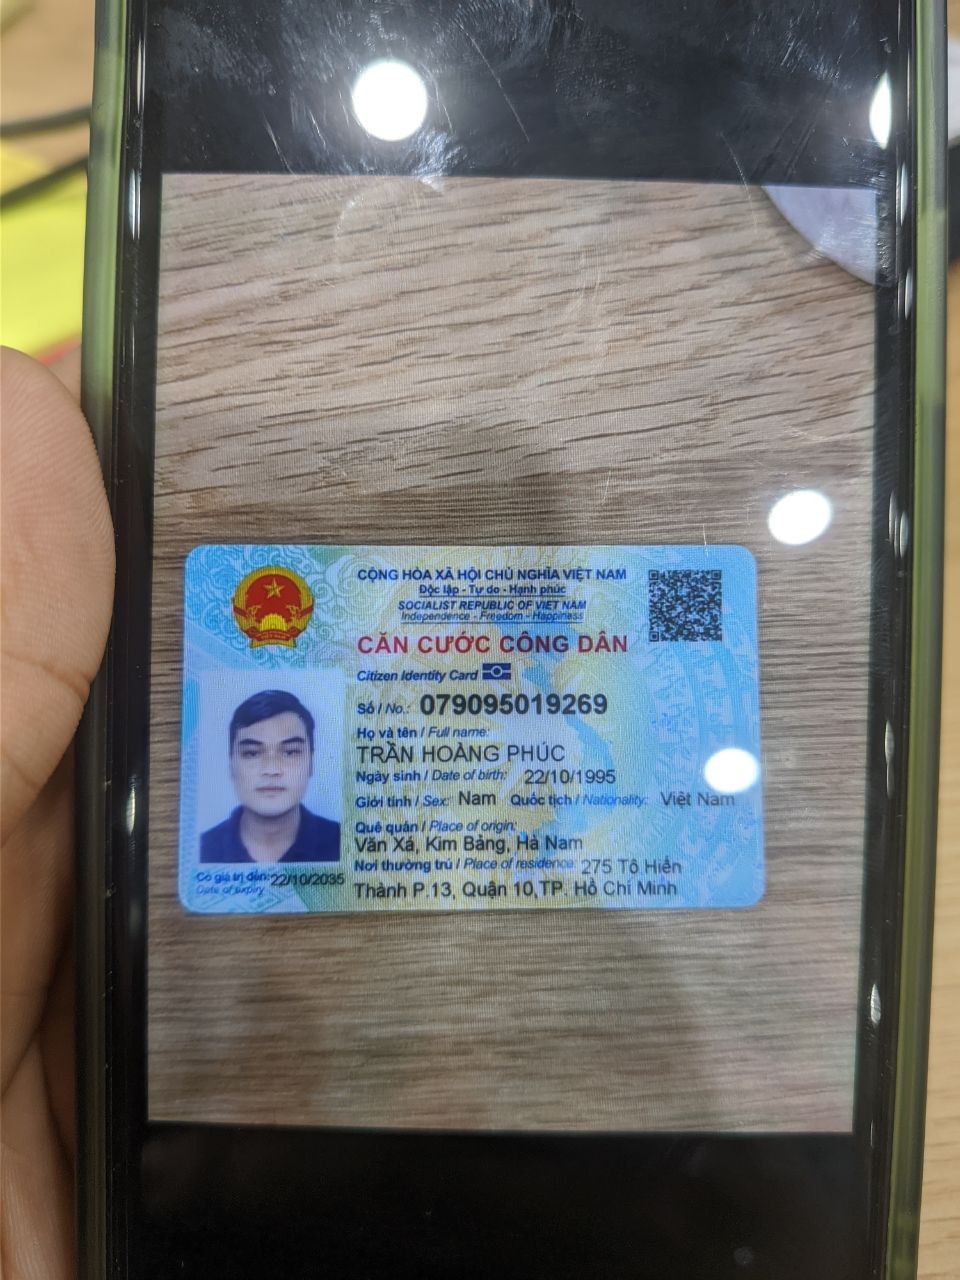 CỘNG HÒA XÃ HỘI CHỦ NGHĨA VIỆT NAM
Độc lập - Tự do - Hạnh phúc
SOCIALIST REPUBLIC OF VIET NAM
Independence - Freedom - Happiness
CĂN CƯỚC CÔNG DÂN
Citizen Identity Card
Số / No.: 079095019269
Họ và tên / Full name:
TRẦN HOÀNG PHÚC
Ngày sinh / Date of birth: 22/10/1995
Giới tính / Sex: Nam Quốc tịch / Nationality: Việt Nam
Quê quán / Place of origin:
Văn Xá, Kim Bảng, Hà Nam
Nơi thường trú / Place of residence: 275 Tô Hiến
Thành P.13, Quận 10,TP. Hồ Chí Minh
Có giá trị đến: 22/10/2035
Date of expiry